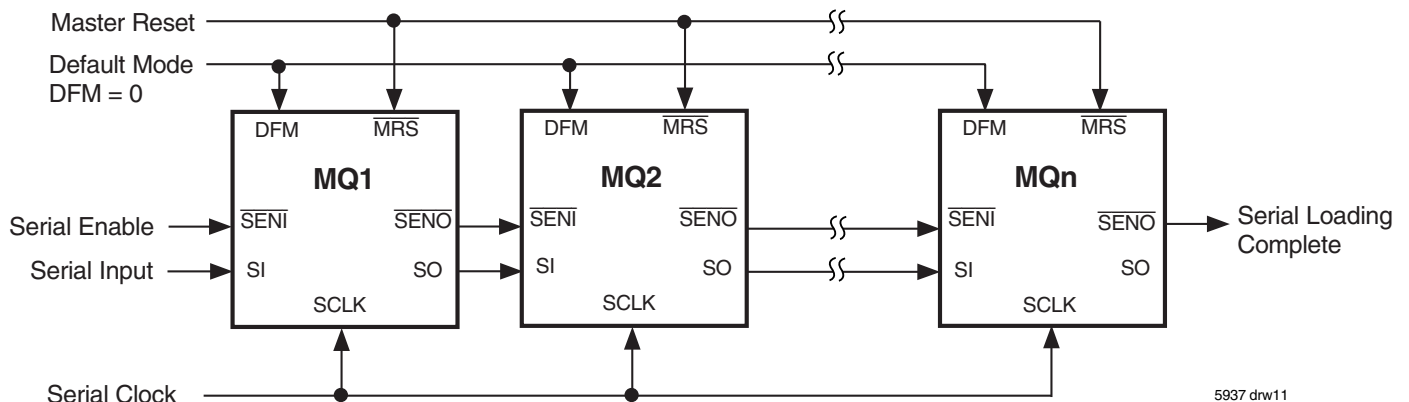 Master Reset
Default Mode
DFM = 0
DFM MRS DFM MRS DFM MRS
MQ1 MQ2 MQn
Serial Enable SENI SENO SENI SENO SENI SENO Serial Loading
Complete
Serial Input SI SO SI SO SI SO
SCLK SCLK SCLK
Serial Clock
5937 drw11